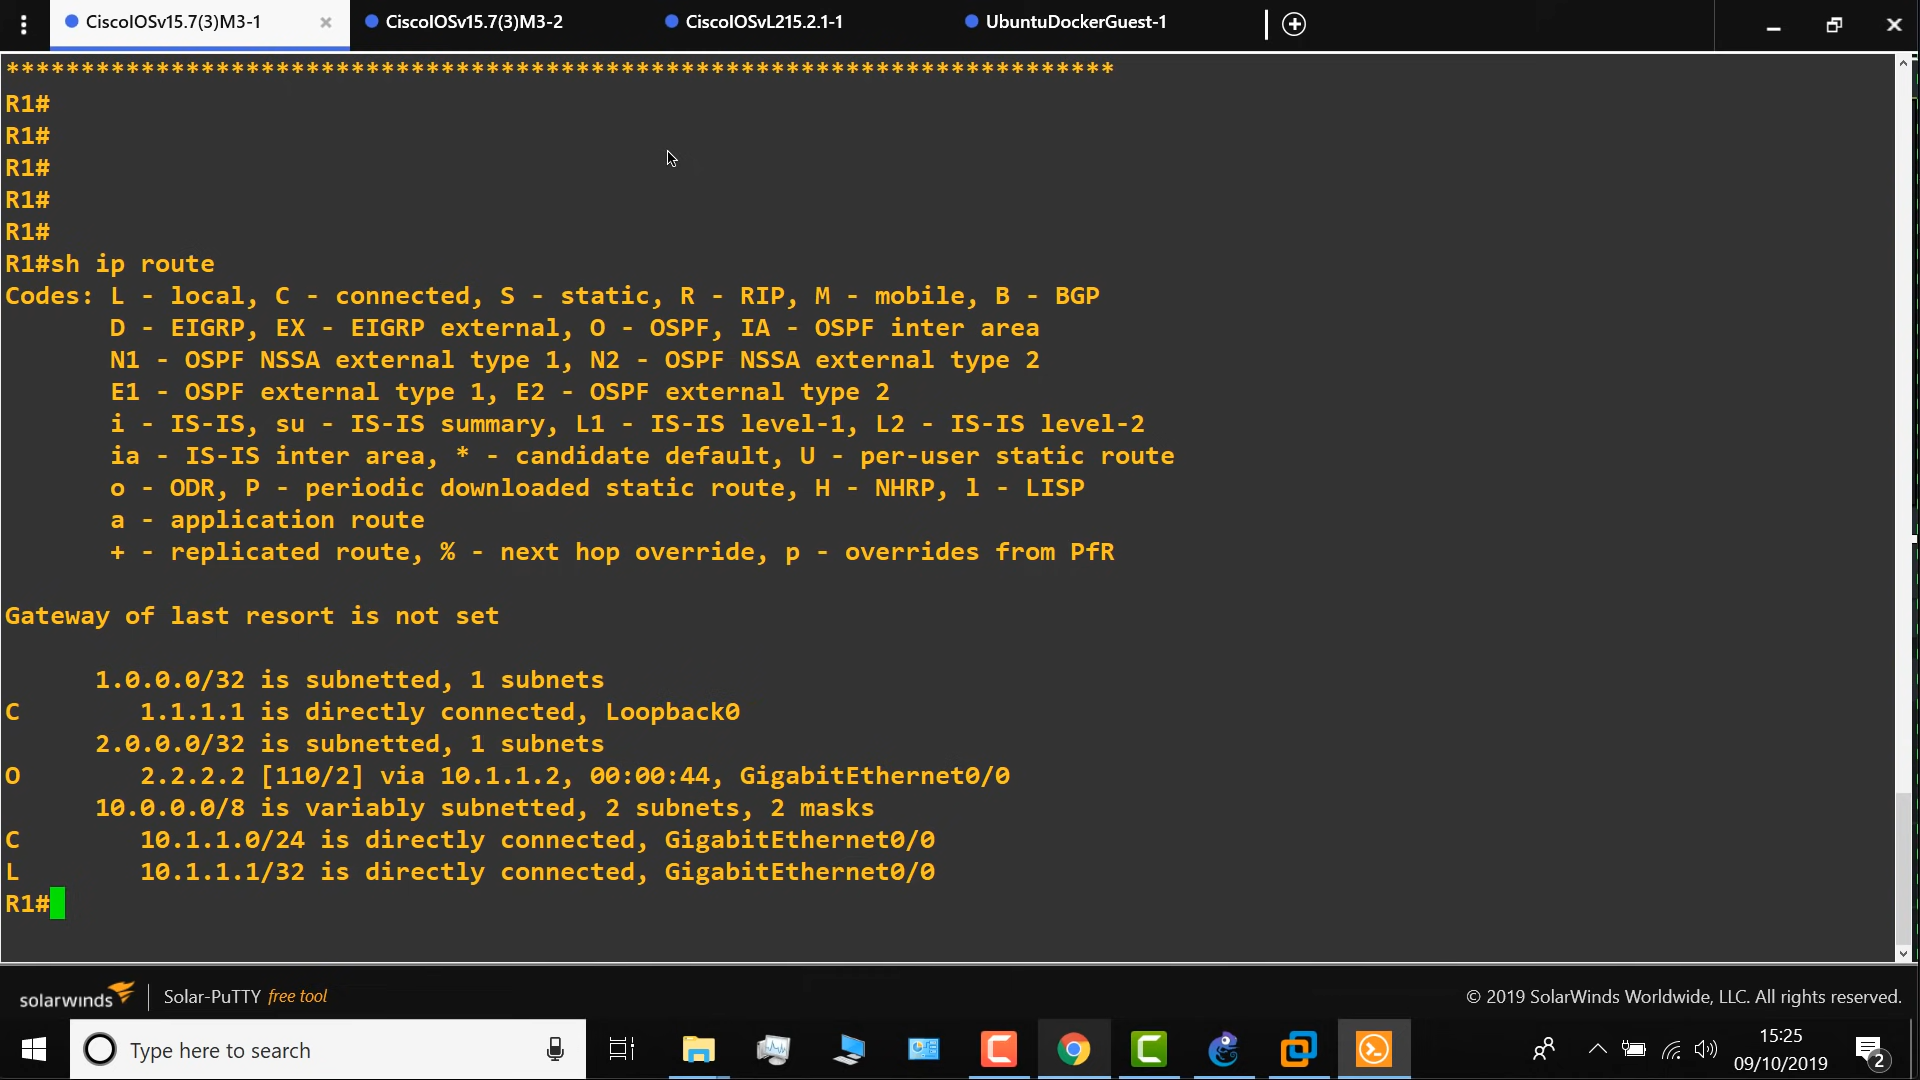 CiscoIOSv15.7(3)M3-1
CiscoIOSv15.7(3)M3-2
CiscoIOSvL215.2.1-1
UbuntuDockerGuest-1
**************************************************************************
R1#
R1#
R1#
R1#
R1#
R1#sh ip route
Codes: L - local, C - connected, S - static, R - RIP, M - mobile, B - BGP
D - EIGRP, EX - EIGRP external, O - OSPF, IA - OSPF inter area
N1 - OSPF NSSA external type 1, N2 - OSPF NSSA external type 2
E1 - OSPF external type 1, E2 - OSPF external type 2
i - IS-IS, su - IS-IS summary, L1 - IS-IS level-1, L2 - IS-IS level-2
ia - IS-IS inter area, * - candidate default, U - per-user static route
o - ODR, P - periodic downloaded static route, H - NHRP, l - LISP
a - application route
+ - replicated route, % - next hop override, p - overrides from PfR
Gateway of last resort is not set
1.0.0.0/32 is subnetted, 1 subnets
C 1.1.1.1 is directly connected, Loopback0
2.0.0.0/32 is subnetted, 1 subnets
O 2.2.2.2 [110/2] via 10.1.1.2, 00:00:44, GigabitEthernet0/0
10.0.0.0/8 is variably subnetted, 2 subnets, 2 masks
C 10.1.1.0/24 is directly connected, GigabitEthernet0/0
L 10.1.1.1/32 is directly connected, GigabitEthernet0/0
R1#
solarwinds Solar-PuTTY free tool
© 2019 SolarWinds Worldwide, LLC. All rights reserved.
Type here to search
15:25
09/10/2019
2